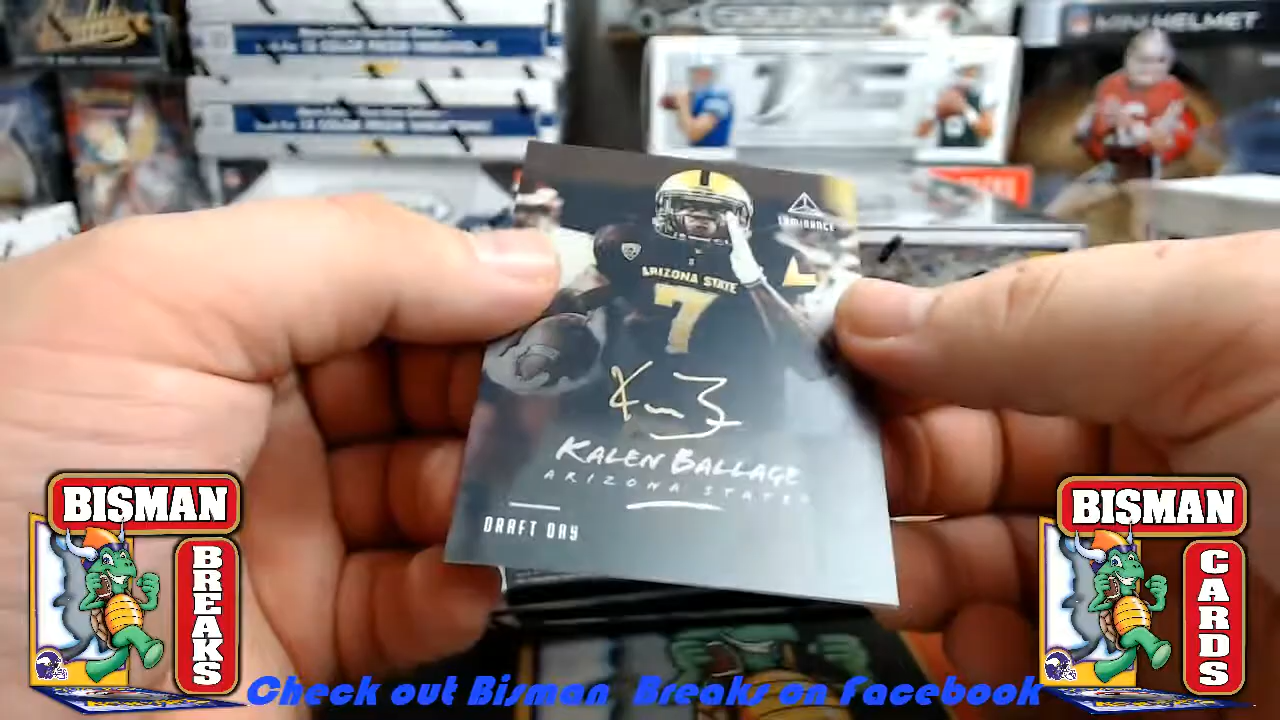 MINI HELMET
LUMINANCE
ARIZONA STATE
7
KALEN BALLAGE
ARIZONA STATE
DRAFT DAY
BISMAN
BREAKS
BISMAN
CARDS
Check out Bisman Breaks on Facebook